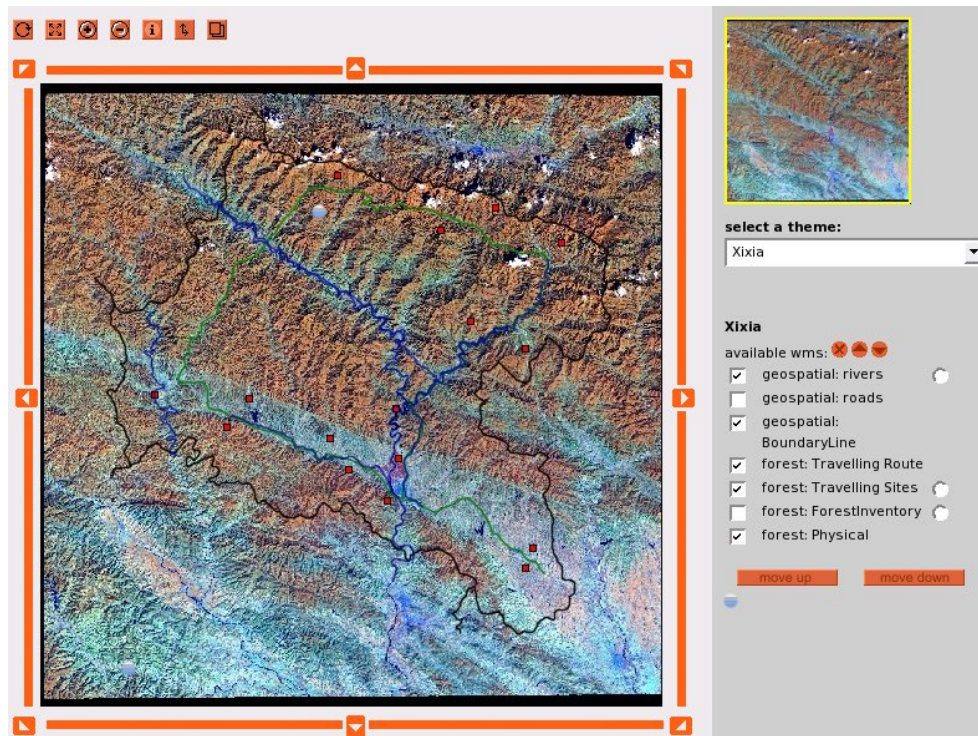 select a theme:
Xixia
Xixia
available wms:
geospatial: rivers
geospatial: roads
geospatial:
BoundaryLine
forest: Travelling Route
forest: Travelling Sites
forest: ForestInventory
forest: Physical
move up move down